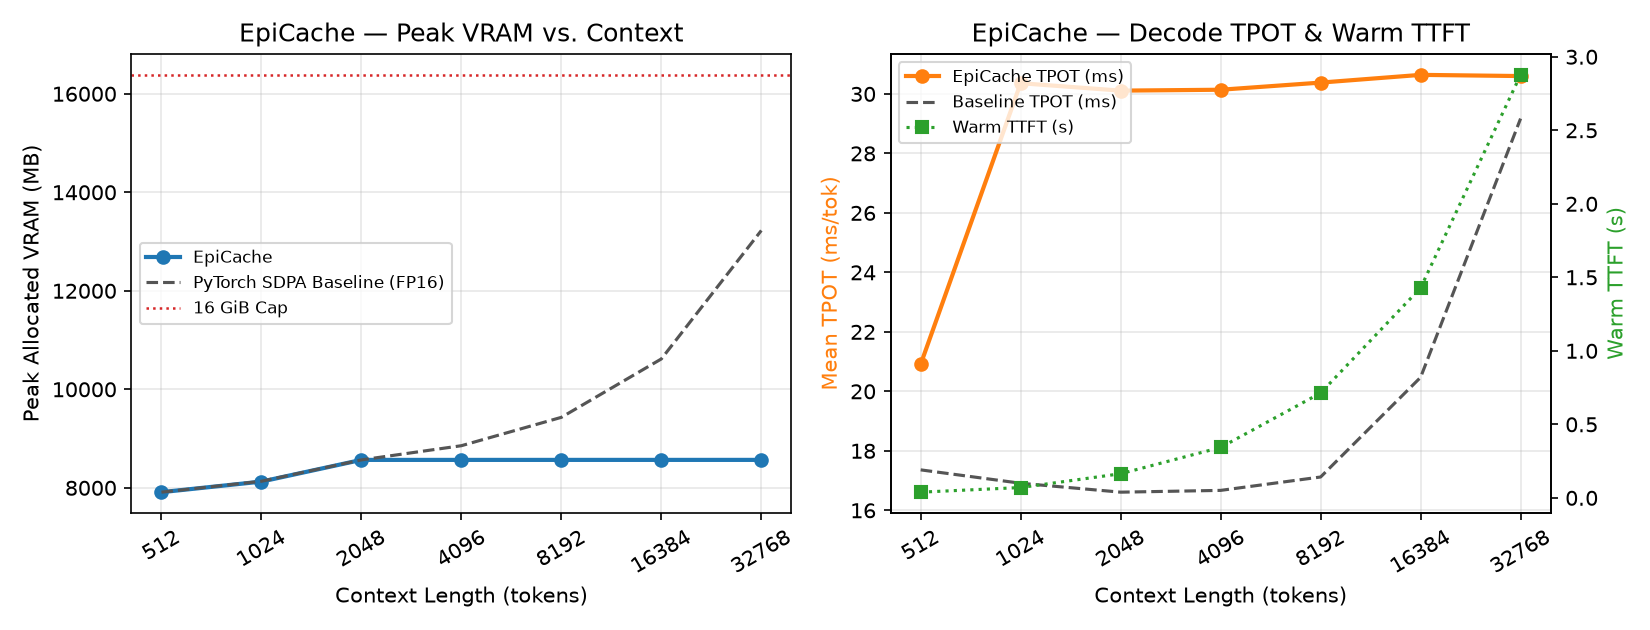 EpiCache — Peak VRAM vs. Context
Peak Allocated VRAM (MB)
16000
14000
12000
10000
8000
EpiCache
PyTorch SDPA Baseline (FP16)
16 GiB Cap
512
1024
2048
4096
8192
16384
32768
Context Length (tokens)
EpiCache — Decode TPOT & Warm TTFT
Mean TPOT (ms/tok)
30
28
26
24
22
20
18
16
EpiCache TPOT (ms)
Baseline TPOT (ms)
Warm TTFT (s)
3.0
2.5
2.0
1.5
1.0
0.5
0.0
Warm TTFT (s)
512
1024
2048
4096
8192
16384
32768
Context Length (tokens)